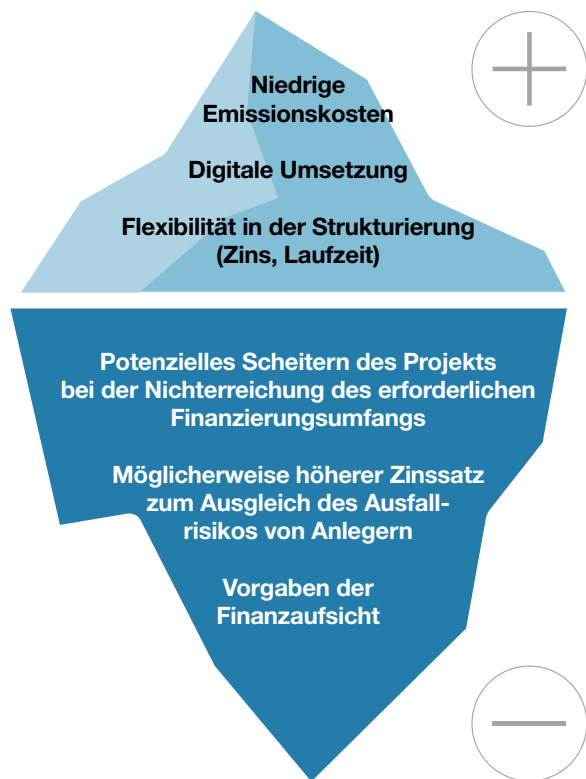 Niedrige
Emissionskosten
Digitale Umsetzung
Flexibilität in der Strukturierung
(Zins, Laufzeit)
Potenzielles Scheitern des Projekts
bei der Nichterreichung des erforderlichen
Finanzierungsumfangs
Möglicherweise höherer Zinssatz
zum Ausgleich des Ausfall-
risikos von Anlegern
Vorgaben der
Finanzaufsicht